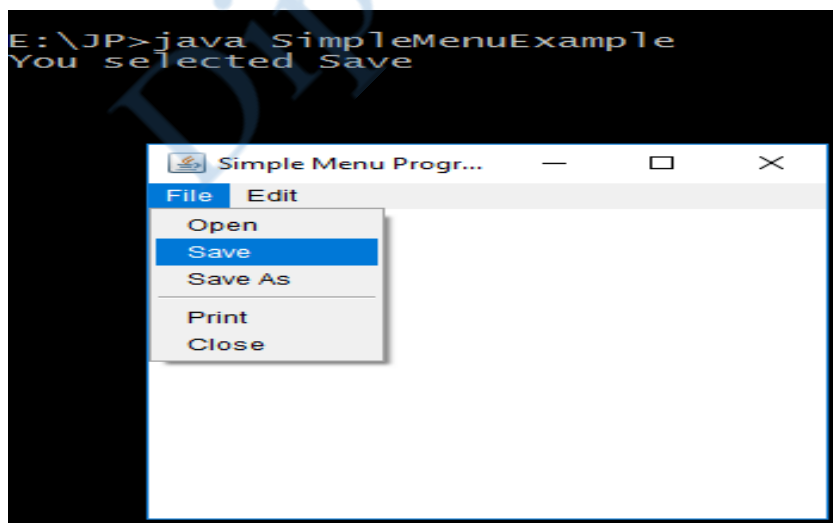 E:\JP>java SimpleMenuExample
You selected Save
Simple Menu Progr...
File Edit
Open
Save
Save As
Print
Close